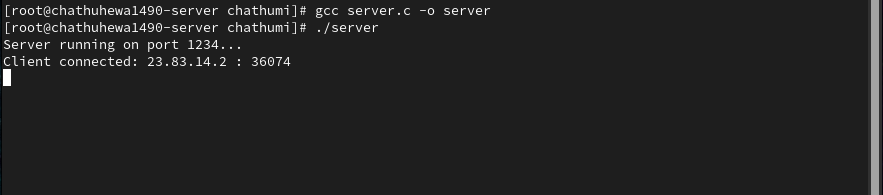 [root@chathuhewa1490-server chathumi]# gcc server.c -o server
[root@chathuhewa1490-server chathumi]# ./server
Server running on port 1234...
Client connected: 23.83.14.2 : 36074